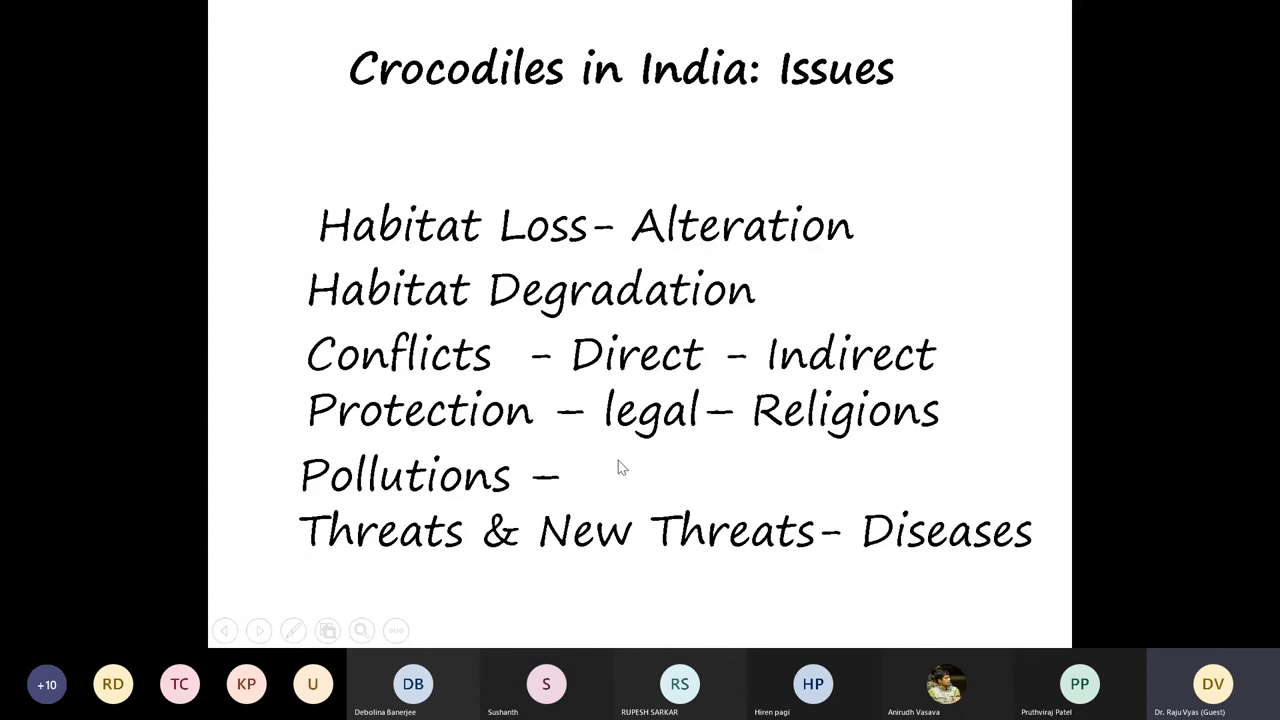 Crocodiles in India: Issues
Habitat Loss- Alteration
Habitat Degradation
Conflicts - Direct - Indirect
Protection – legal– Religions
Pollutions –
Threats & New Threats- Diseases
+10
RD
TC
KP
U
DB
S
RS
HP
PP
DV
Debolina Banerjee
Sushanth
RUPESH SARKAR
Hiren pagi
Anirudh Vasava
Pruthviraj Patel
Dr. Raju Vyas (Guest)